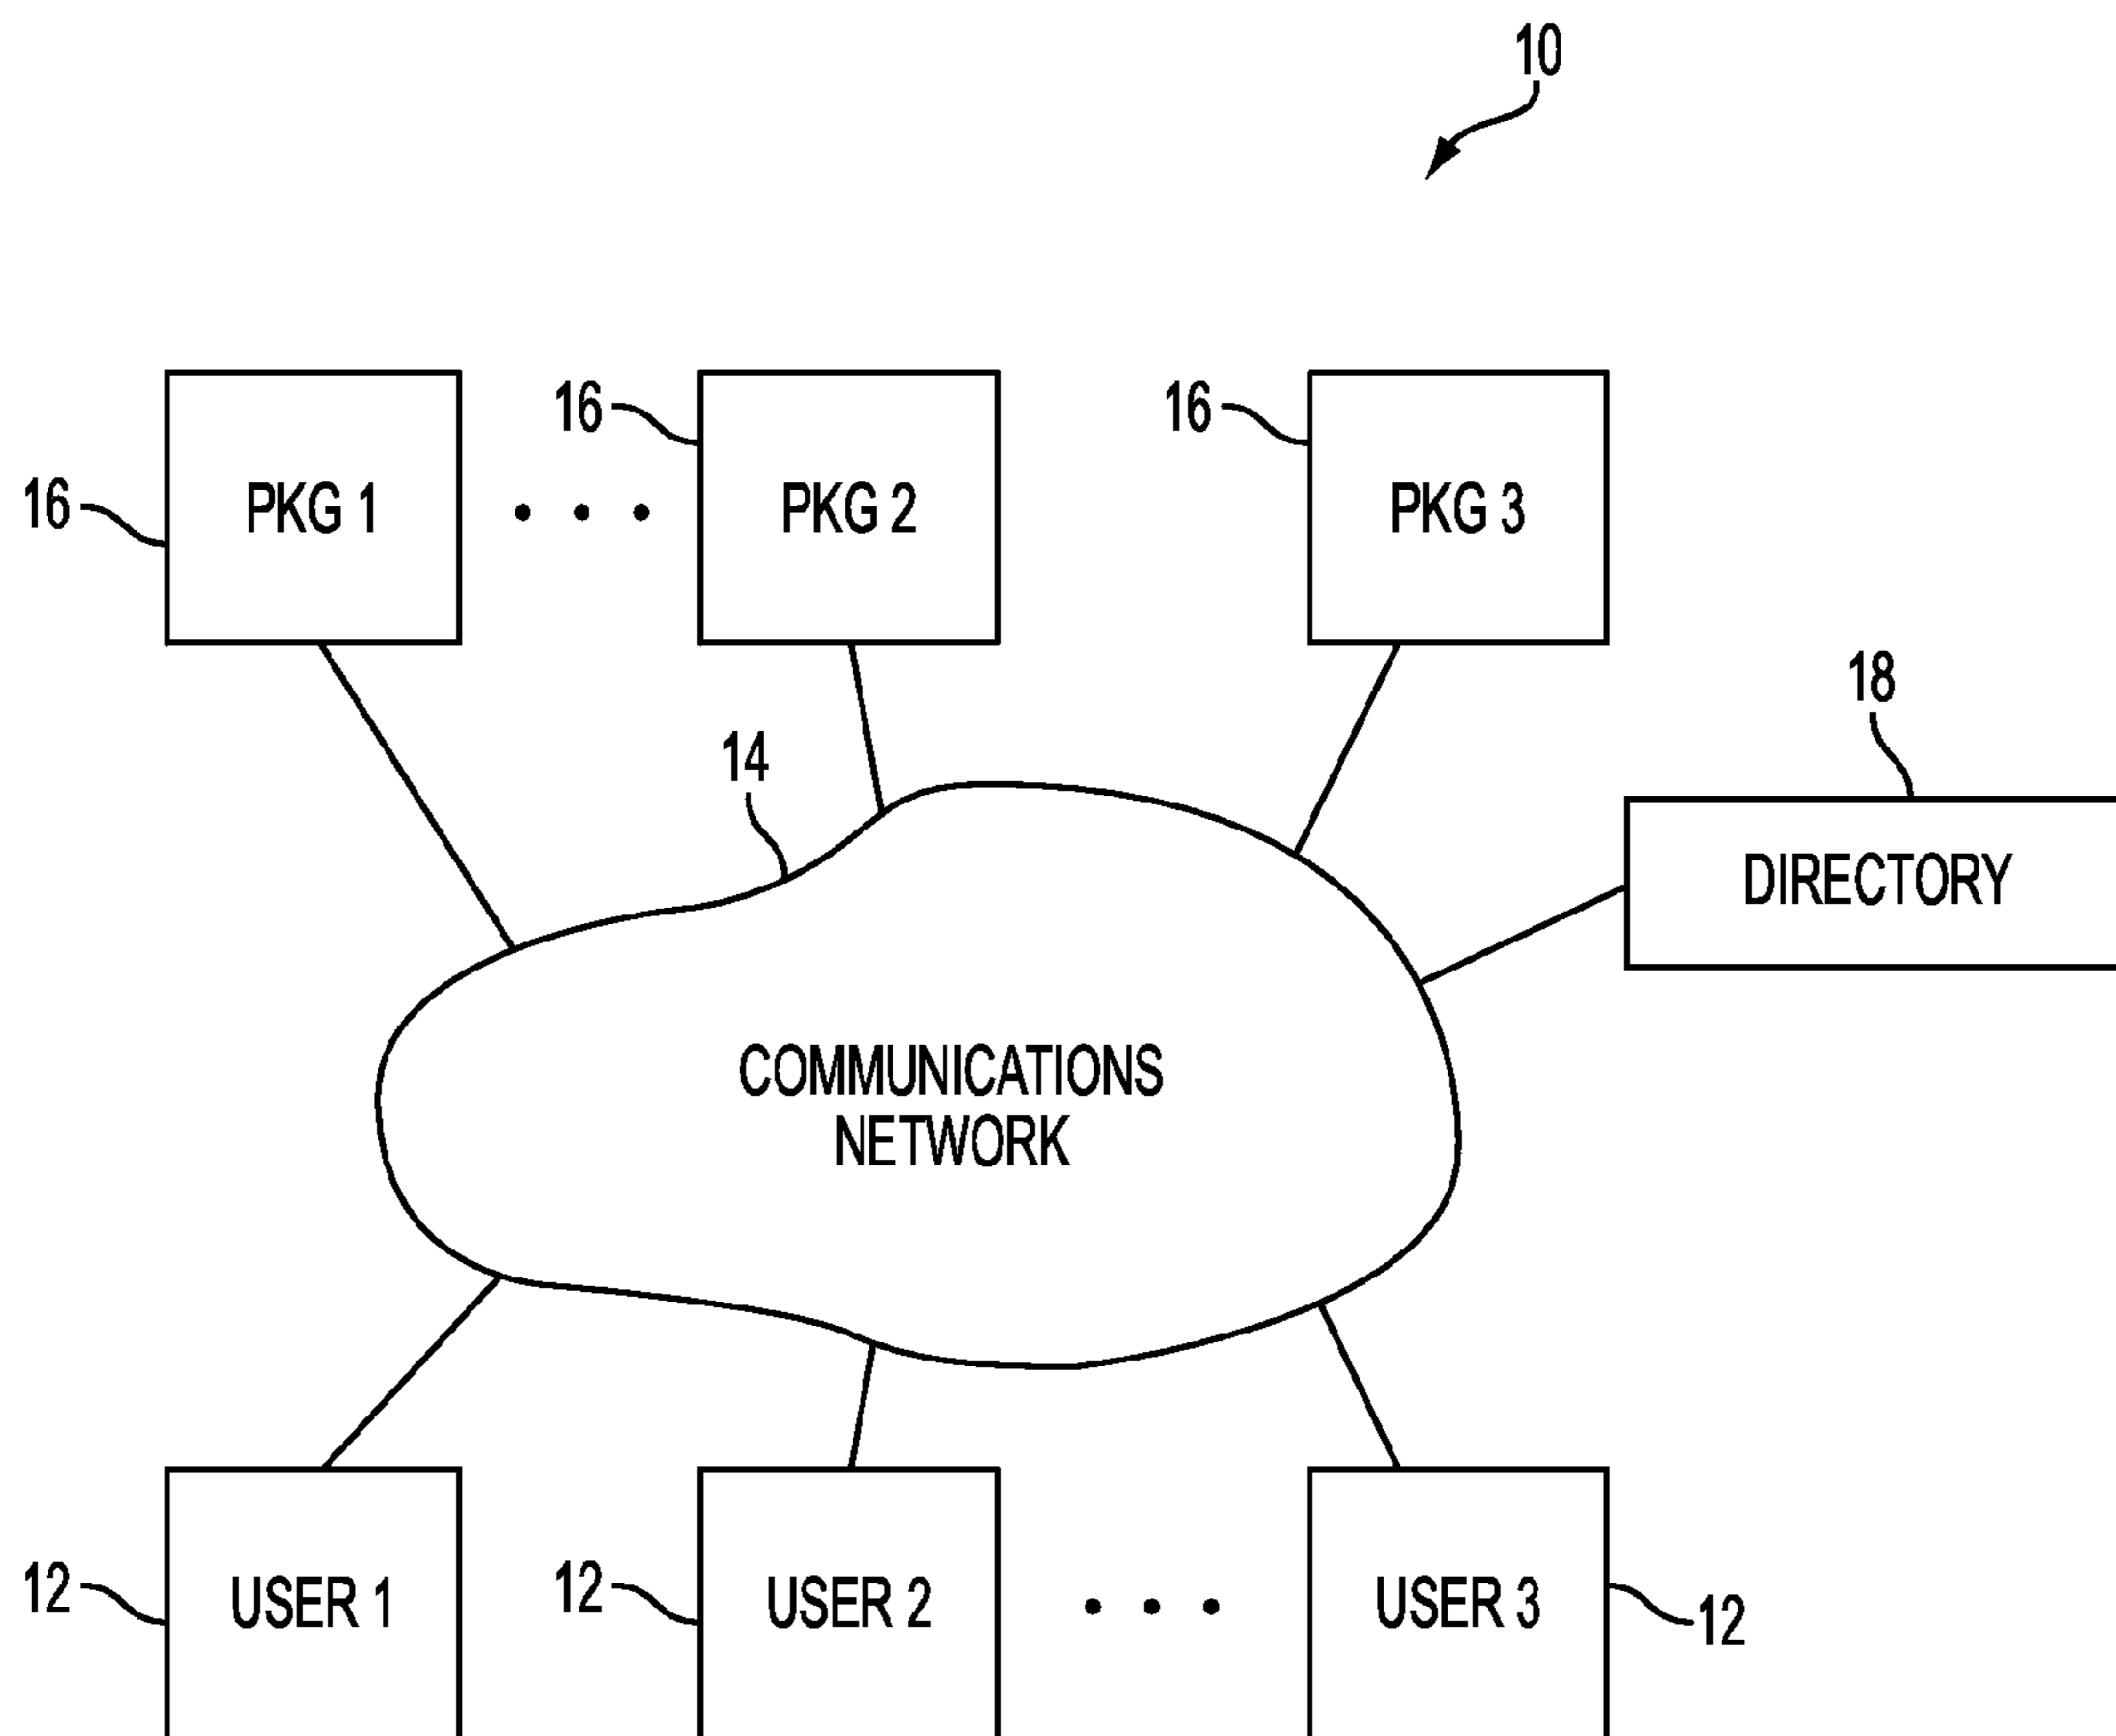 10
16
16
16
PKG 1
PKG 2
PKG 3
18
14
DIRECTORY
COMMUNICATIONS
NETWORK
12
12
12
USER 1
USER 2
USER 3